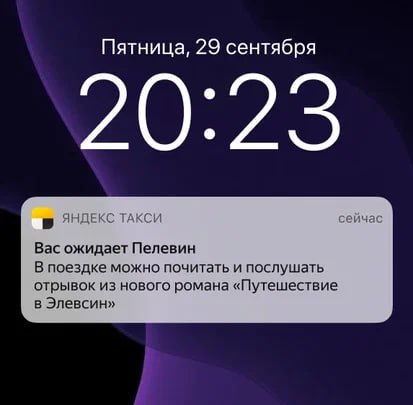 Пятница, 29 сентября
20:23
ЯНДЕКС ТАКСИ сейчас
Вас ожидает Пелевин
В поездке можно почитать и послушать
отрывок из нового романа «Путешествие
в Элевсин»